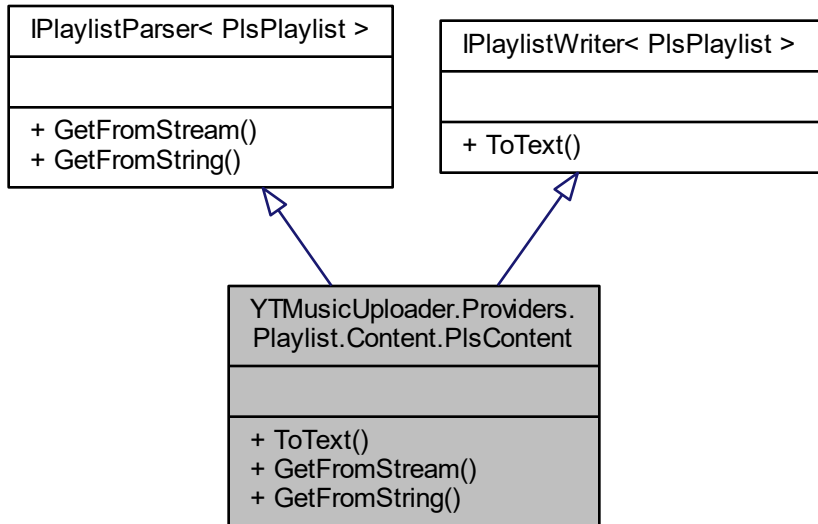 IPlaylistParser< PlsPlaylist >
+ GetFromStream()
+ GetFromString()
IPlaylistWriter< PlsPlaylist >
+ ToText()
YTMusicUploader.Providers.
Playlist.Content.PlsContent
+ ToText()
+ GetFromStream()
+ GetFromString()